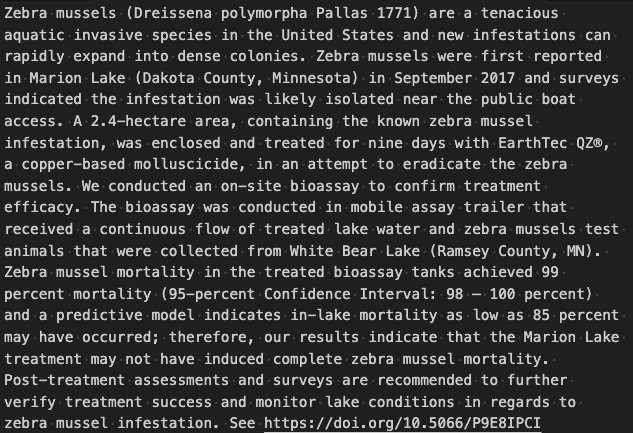 Zebra mussels (Dreissena polymorpha Pallas 1771) are a tenacious
aquatic invasive species in the United States and new infestations can
rapidly expand into dense colonies. Zebra mussels were first reported
in Marion Lake (Dakota County, Minnesota) in September 2017 and surveys
indicated the infestation was likely isolated near the public boat
access. A 2.4-hectare area, containing the known zebra mussel
infestation, was enclosed and treated for nine days with EarthTec QZ®,
a copper-based molluscicide, in an attempt to eradicate the zebra
mussels. We conducted an on-site bioassay to confirm treatment
efficacy. The bioassay was conducted in mobile assay trailer that
received a continuous flow of treated lake water and zebra mussels test
animals that were collected from White Bear Lake (Ramsey County, MN).
Zebra mussel mortality in the treated bioassay tanks achieved 99
percent mortality (95-percent Confidence Interval: 98 – 100 percent)
and a predictive model indicates in-lake mortality as low as 85 percent
may have occurred; therefore, our results indicate that the Marion Lake
treatment may not have induced complete zebra mussel mortality.
Post-treatment assessments and surveys are recommended to further
verify treatment success and monitor lake conditions in regards to
zebra mussel infestation. See https://doi.org/10.5066/P9E8IPCI